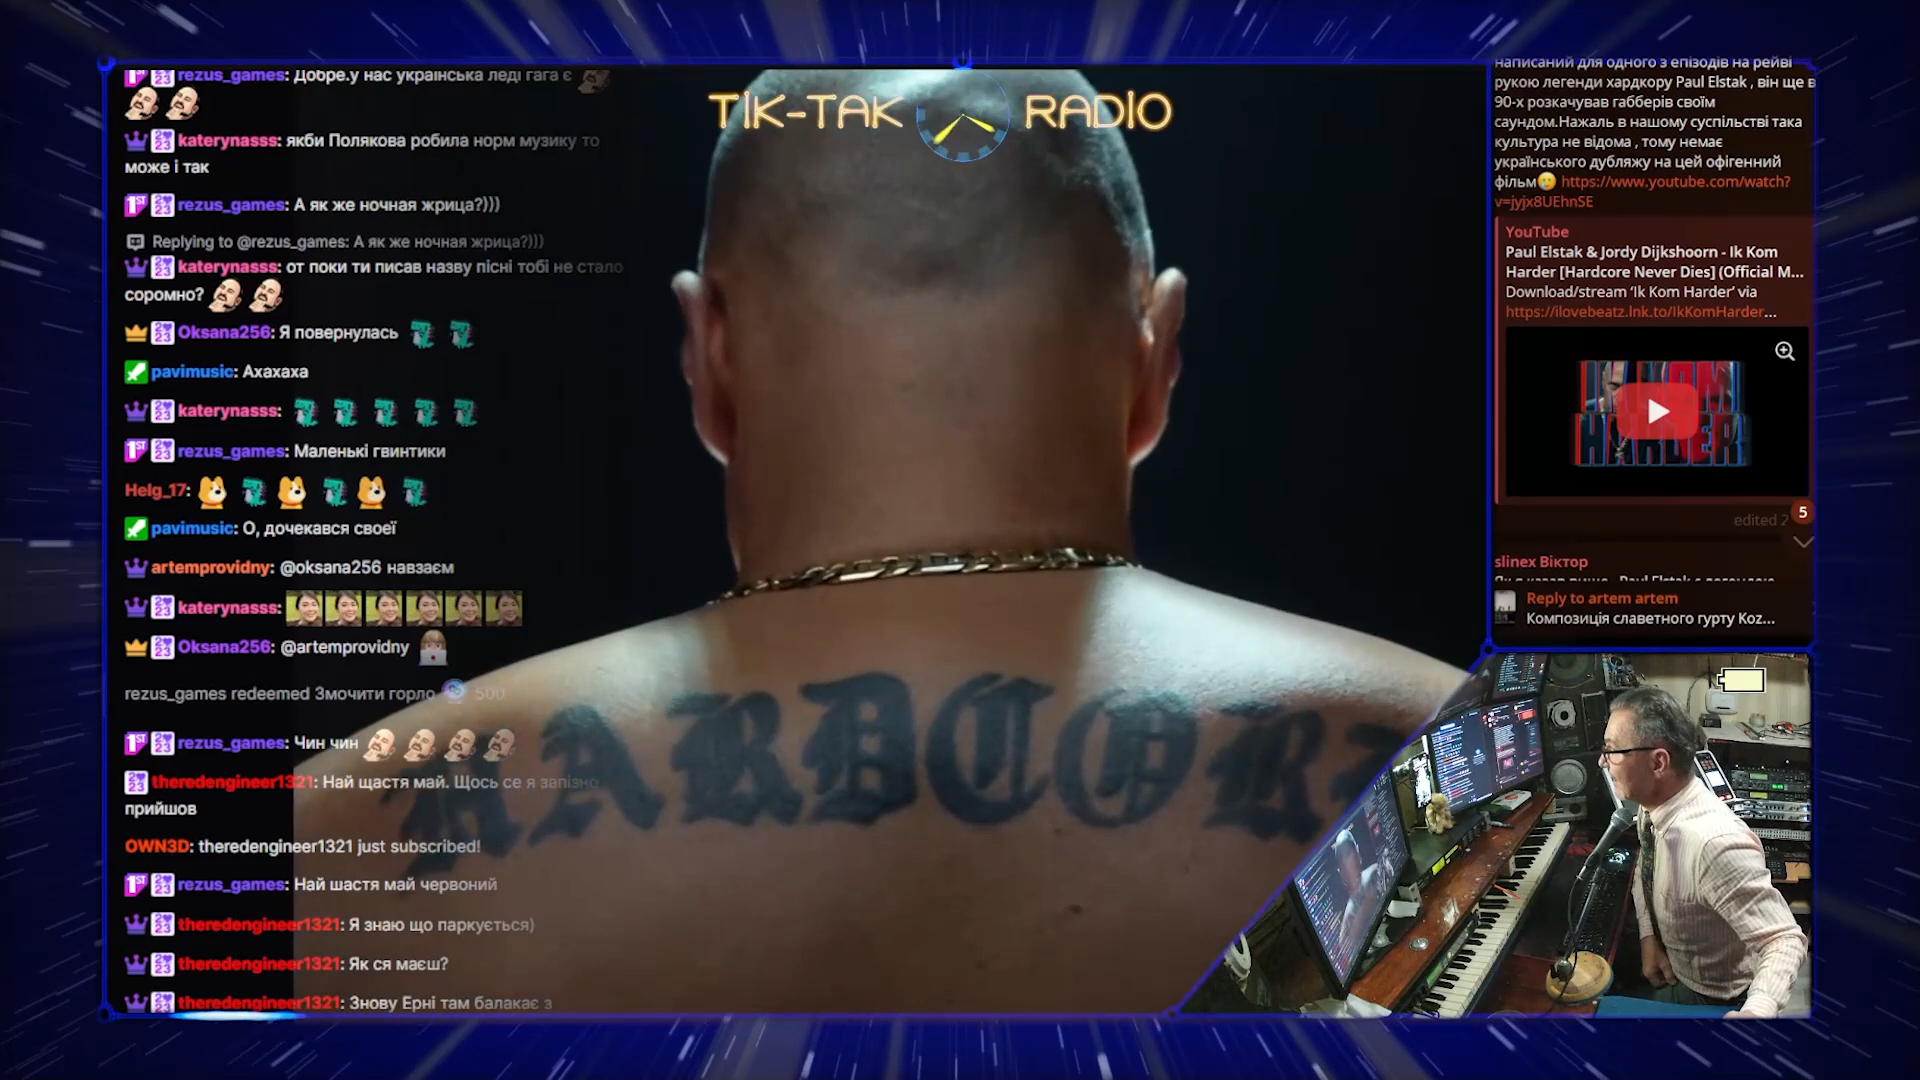 rezus_games: Добре.у нас українська леді гага є
katerynasss: якби Полякова робила норм музику то
може і так
rezus_games: А як же ночная жрица?)))
Replying to @rezus_games: А як же ночная жрица?)))
katerynasss: от поки ти писав назву пісні тобі не стало
соромно?
Oksana256: Я повернулась
pavimusic: Ахахаха
katerynasss:
rezus_games: Маленькі гвинтики
Helg_17:
pavimusic: О, дочекався своєї
artemprovidny: @oksana256 навзаєм
katerynasss:
Oksana256: @artemprovidny
rezus_games redeemed Змочити горло 500
rezus_games: Чин чин
theredengineer1321: Най щастя май. Щось се я запізно
прийшов
OWN3D: theredengineer1321 just subscribed!
rezus_games: Най шастя май червоний
theredengineer1321: Я знаю що паркується)
theredengineer1321: Як ся маєш?
theredengineer1321: Знову Ерні там балакає з
TIK-TAK RADIO
HARDCORE
написаний для одного з епізодів на рейві
рукою легенди хардкору Paul Elstak , він ще в
90-х розкачував габберів своїм
саундом.Нажаль в нашому суспільстві така
культура не відома , тому немає
українського дубляжу на цей офігенний
фільм https://www.youtube.com/watch?
v=jyjx8UEhnSE
YouTube
Paul Elstak & Jordy Dijkshoorn - Ik Kom
Harder [Hardcore Never Dies] (Official M...
Download/stream ‘Ik Kom Harder’ via
https://ilovebeatz.lnk.to/IkKomHarder...
IK KOM
HARDER
edited 2
5
slinex Віктор
Reply to artem artem
Композиція славетного гурту Koz...